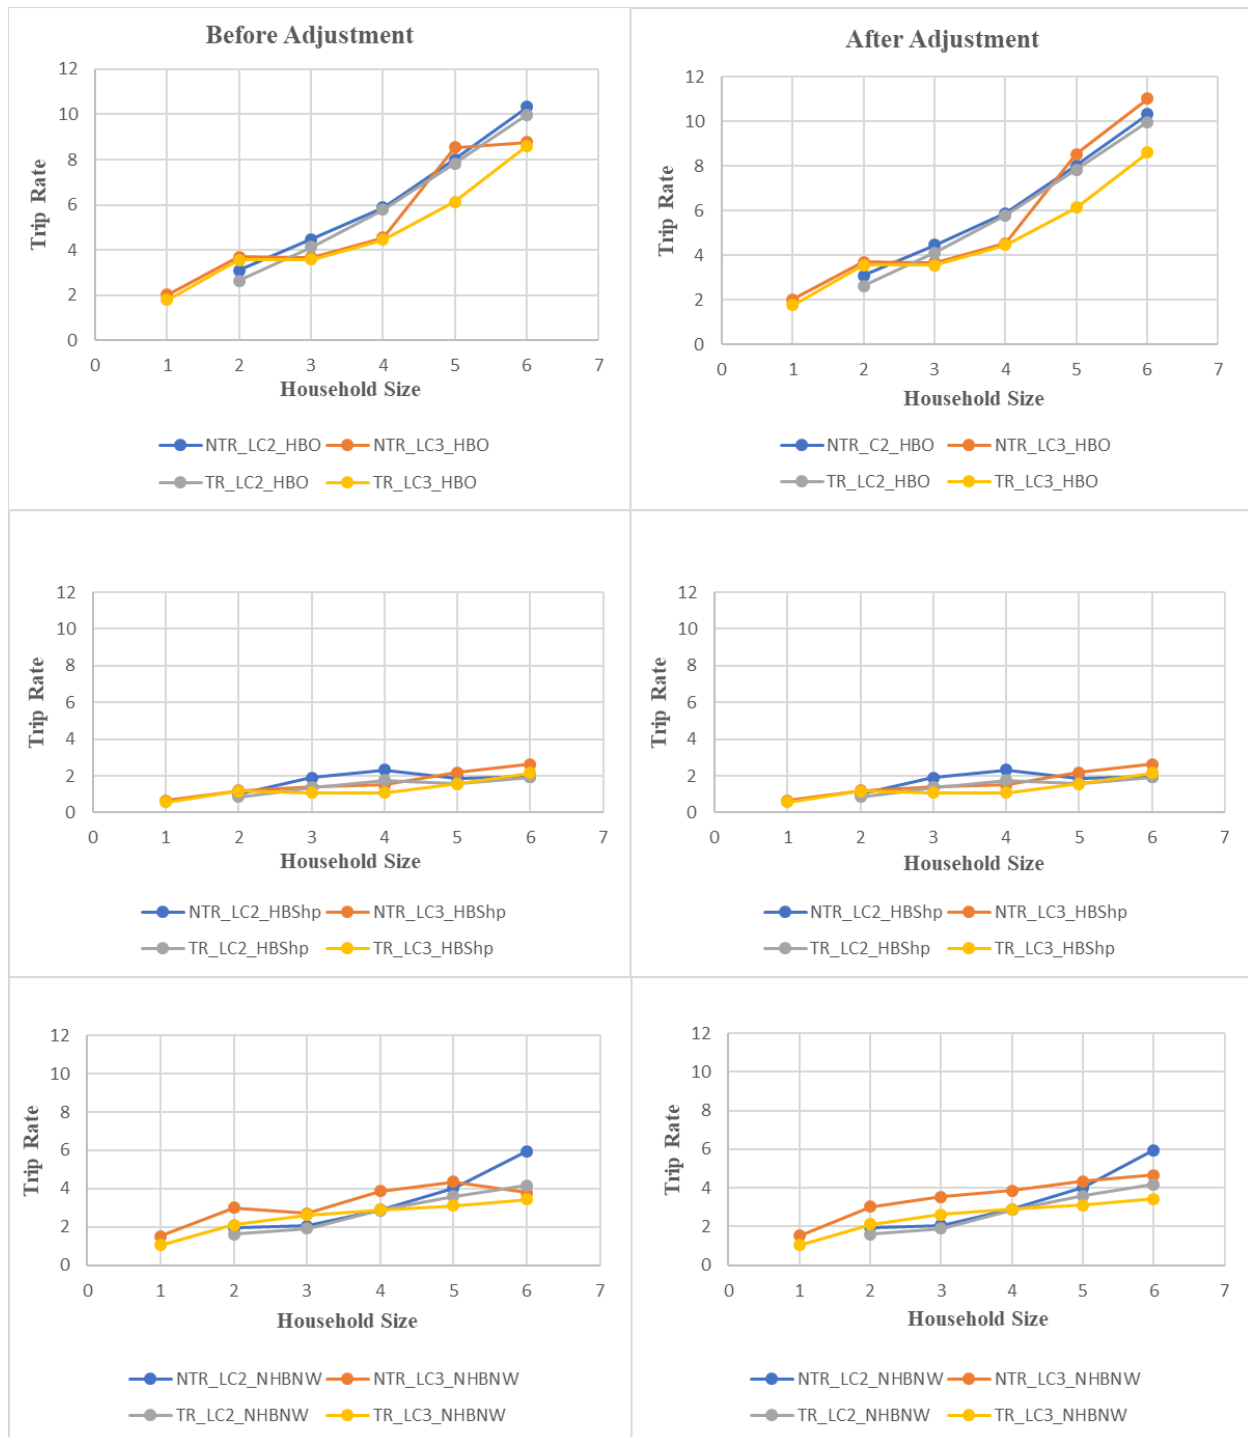 Before Adjustment
12
10
8
6
4
2
0
Trip Rate
0 1 2 3 4 5 6 7
Household Size
NTR_LC2_HBO NTR_LC3_HBO
TR_LC2_HBO TR_LC3_HBO
After Adjustment
12
10
8
6
4
2
0
Trip Rate
0 1 2 3 4 5 6 7
Household Size
NTR_C2_HBO NTR_LC3_HBO
TR_LC2_HBO TR_LC3_HBO
12
10
8
6
4
2
0
Trip Rate
0 1 2 3 4 5 6 7
Household Size
NTR_LC2_HBShp NTR_LC3_HBShp
TR_LC2_HBShp TR_LC3_HBShp
12
10
8
6
4
2
0
Trip Rate
0 1 2 3 4 5 6 7
Household Size
NTR_LC2_HBShp NTR_LC3_HBShp
TR_LC2_HBShp TR_LC3_HBShp
12
10
8
6
4
2
0
Trip Rate
0 1 2 3 4 5 6 7
Household Size
NTR_LC2_NHBNW NTR_LC3_NHBNW
TR_LC2_NHBNW TR_LC3_NHBNW
12
10
8
6
4
2
0
Trip Rate
0 1 2 3 4 5 6 7
Household Size
NTR_LC2_NHBNW NTR_LC3_NHBNW
TR_LC2_NHBNW TR_LC3_NHBNW